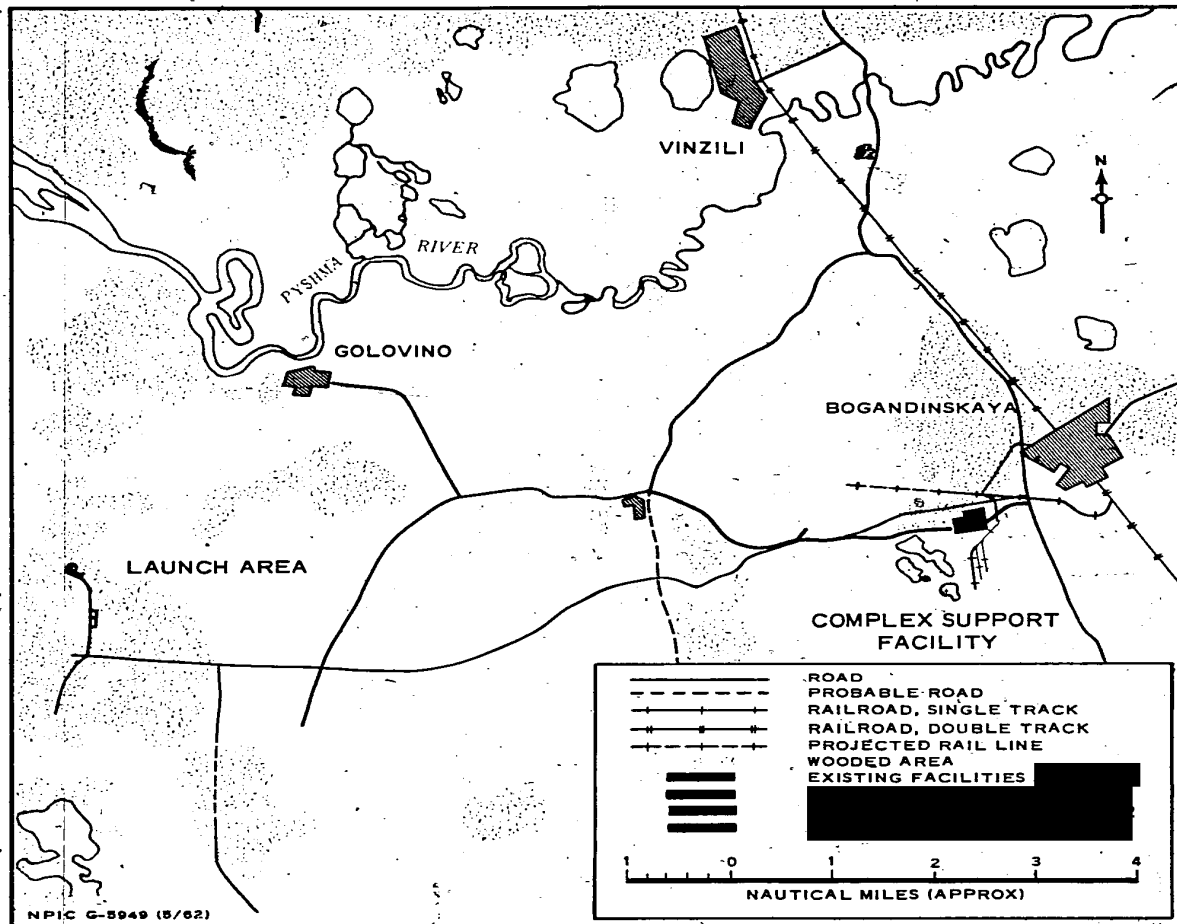 VINZILI
N
PYSHMA RIVER
GOLOVINO
BOGANDINSKAYA
LAUNCH AREA
COMPLEX SUPPORT
FACILITY
ROAD
PROBABLE ROAD
RAILROAD, SINGLE TRACK
RAILROAD, DOUBLE TRACK
PROJECTED RAIL LINE
WOODED AREA
EXISTING FACILITIES
1 0 1 2 3 4
NAUTICAL MILES (APPROX)
NPIC G-5949 (5/62)